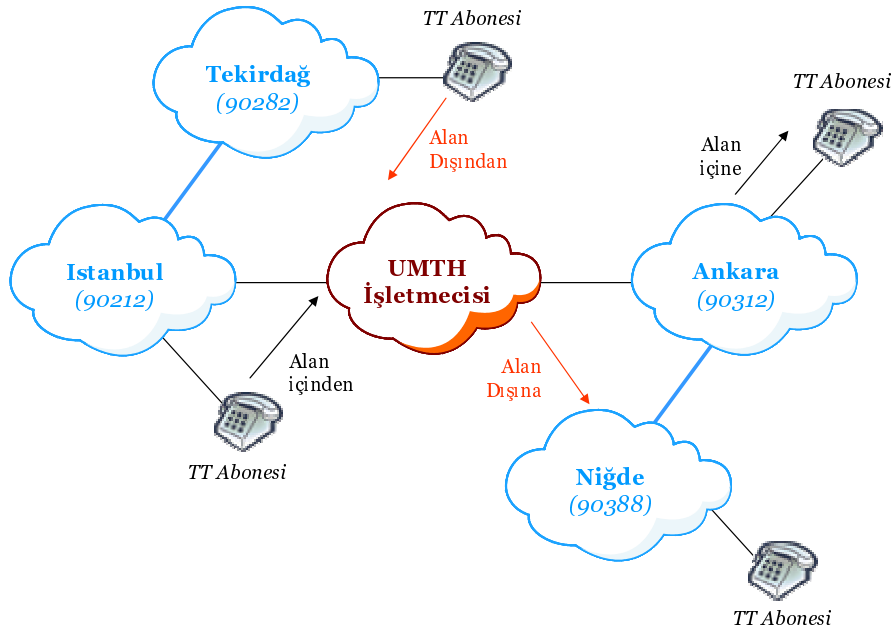 TT Abonesi
Tekirdağ
(90282)
TT Abonesi
Alan
Dışından
Alan
içine
Istanbul
(90212)
UMTH
İşletmecisi
Ankara
(90312)
Alan
içinden
Alan
Dışına
TT Abonesi
Niğde
(90388)
TT Abonesi